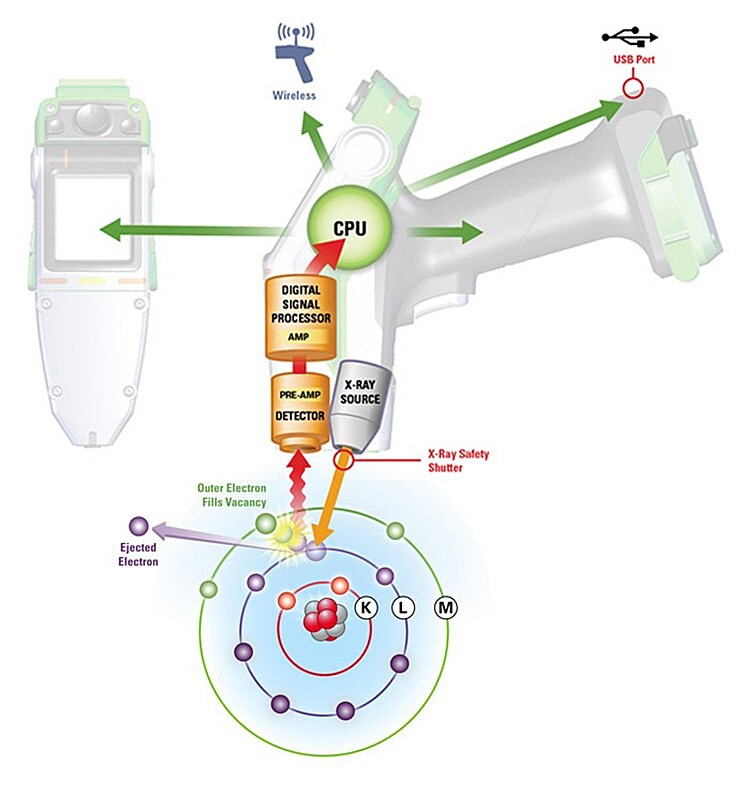 USB Port
Wireless
CPU
DIGITAL
SIGNAL
PROCESSOR
AMP
PRE-AMP
DETECTOR
X-RAY
SOURCE
X-Ray Safety
Shutter
Outer Electron
Fills Vacancy
Ejected
Electron
K L M